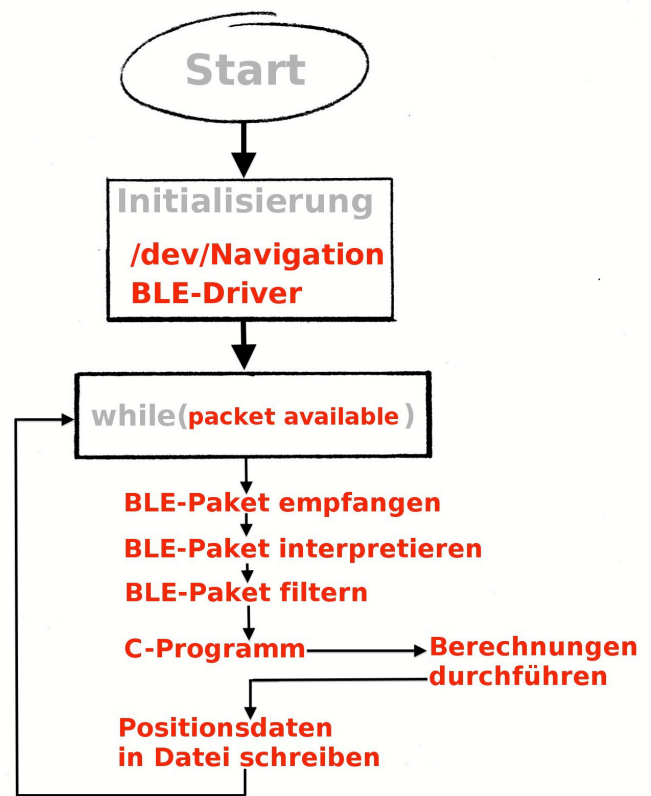 Start
Initialisierung
/dev/Navigation
BLE-Driver
while(packet available)
BLE-Paket empfangen
BLE-Paket interpretieren
BLE-Paket filtern
C-Programm
Berechnungen
durchführen
Positionsdaten
in Datei schreiben